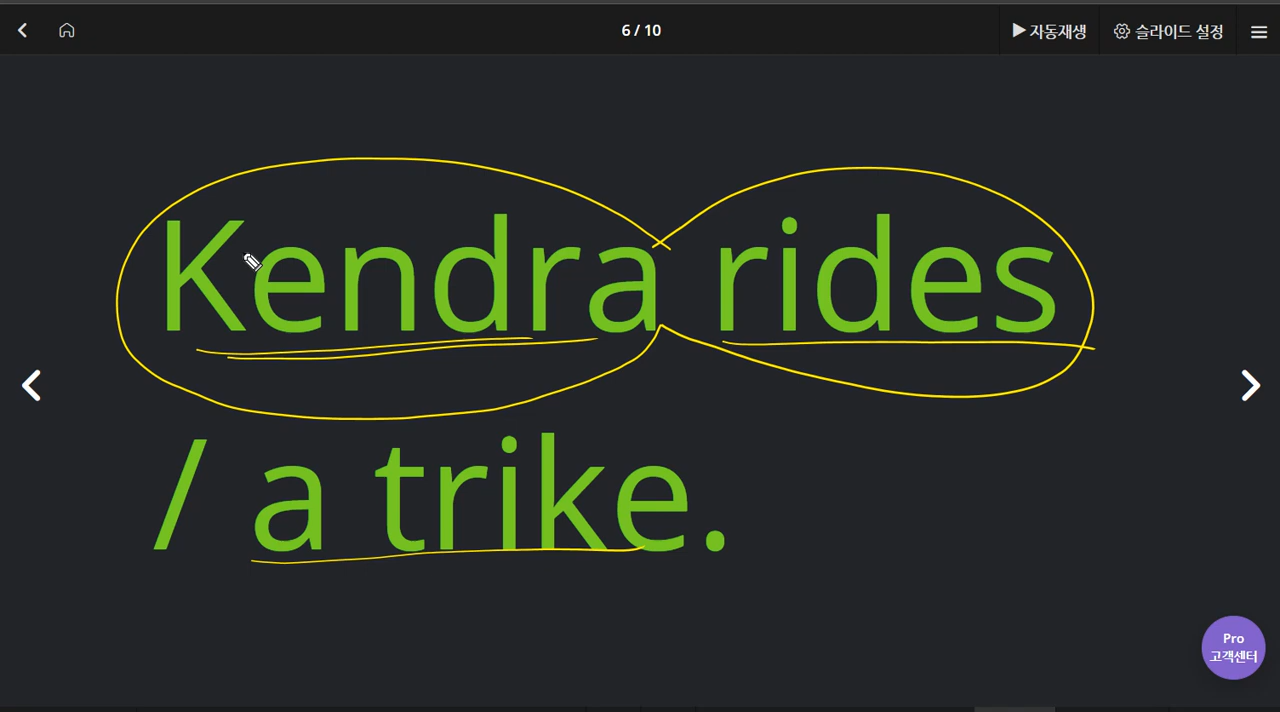 6 / 10
▶ 자동재생
슬라이드 설정
Kendra rides
/ a trike.
Pro
고객센터